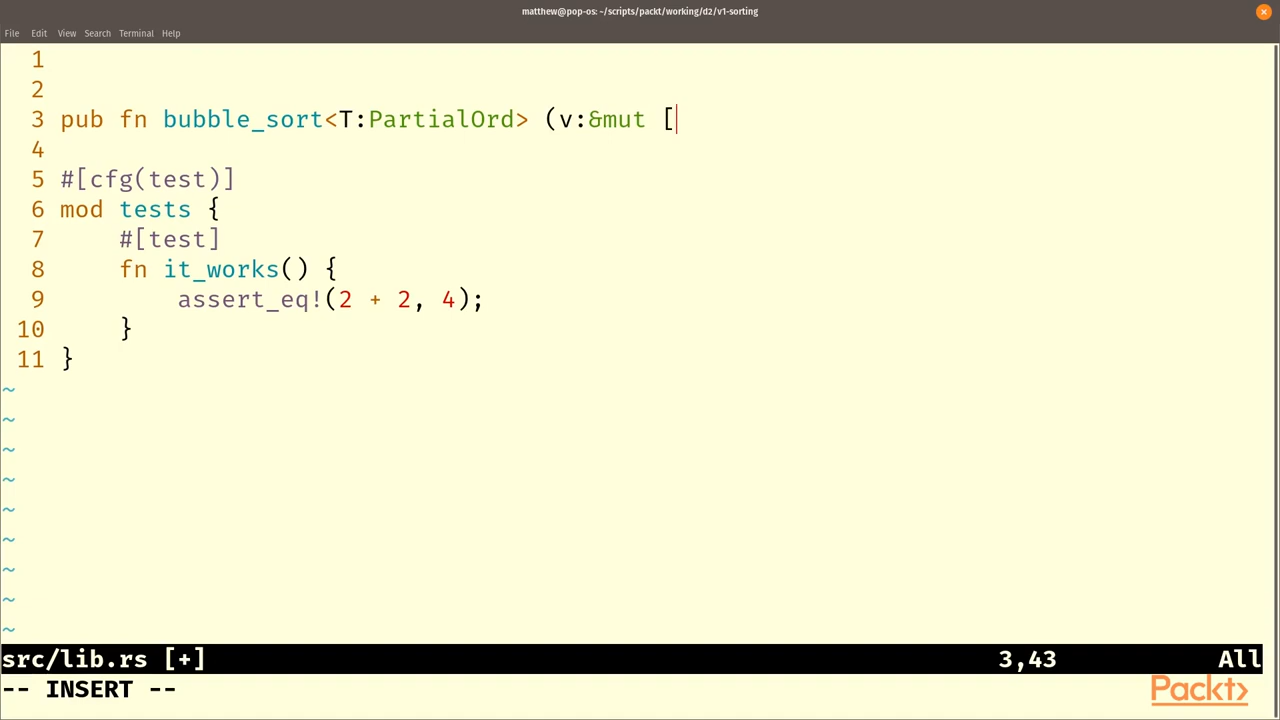 matthew@pop-os: ~/scripts/packt/working/d2/v1-sorting
File Edit View Search Terminal Help
1
2
3 pub fn bubble_sort<T:PartialOrd> (v:&mut [
4
5 #[cfg(test)]
6 mod tests {
7     #[test]
8     fn it_works() {
9         assert_eq!(2 + 2, 4);
10     }
11 }
~
~
~
~
~
~
~
~
~
src/lib.rs [+] 3,43 All
-- INSERT --
Packt>